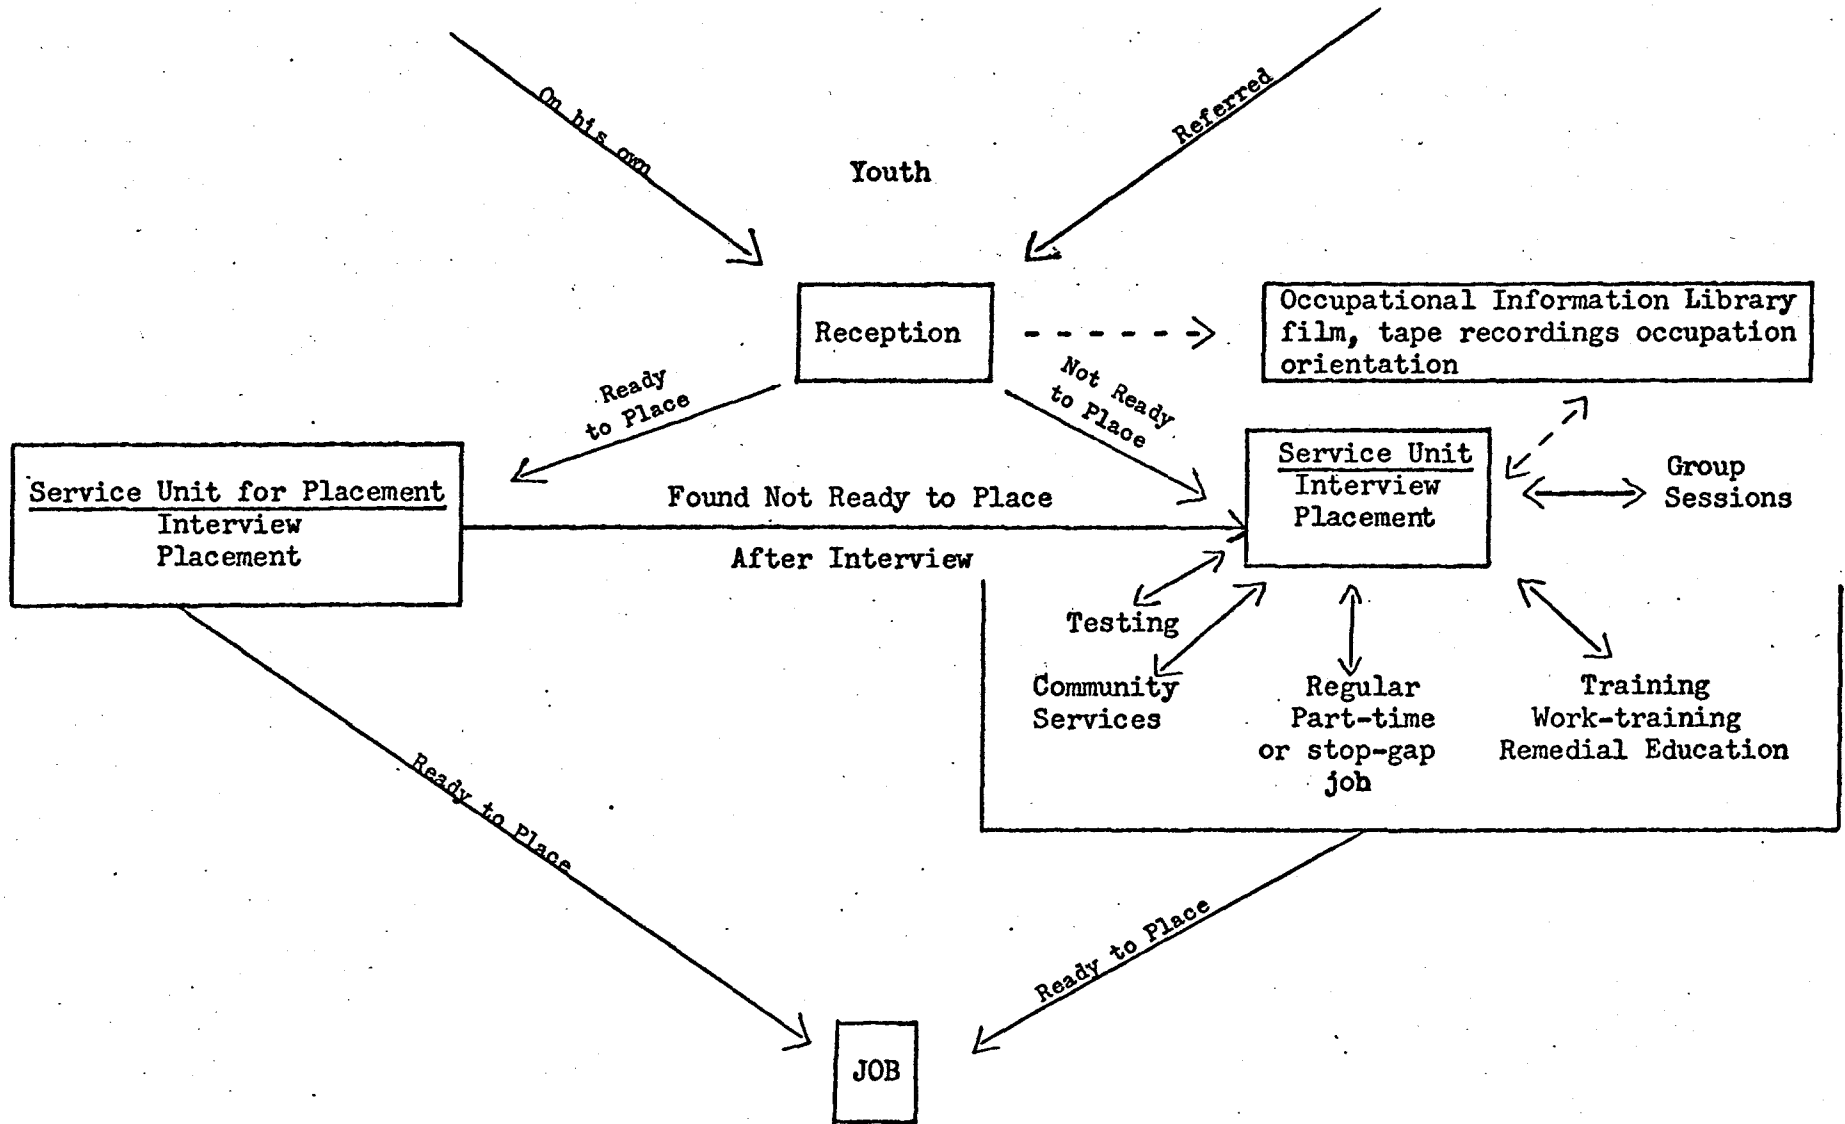 On his own
Referred
Youth
Reception
Occupational Information Library
film, tape recordings occupation
orientation
Ready
to Place
Not Ready
to Place
Service Unit for Placement
Interview
Placement
Found Not Ready to Place
After Interview
Service Unit
Interview
Placement
Group
Sessions
Testing
Community
Services
Regular
Part-time
or stop-gap
job
Training
Work-training
Remedial Education
Ready to Place
Ready to Place
JOB